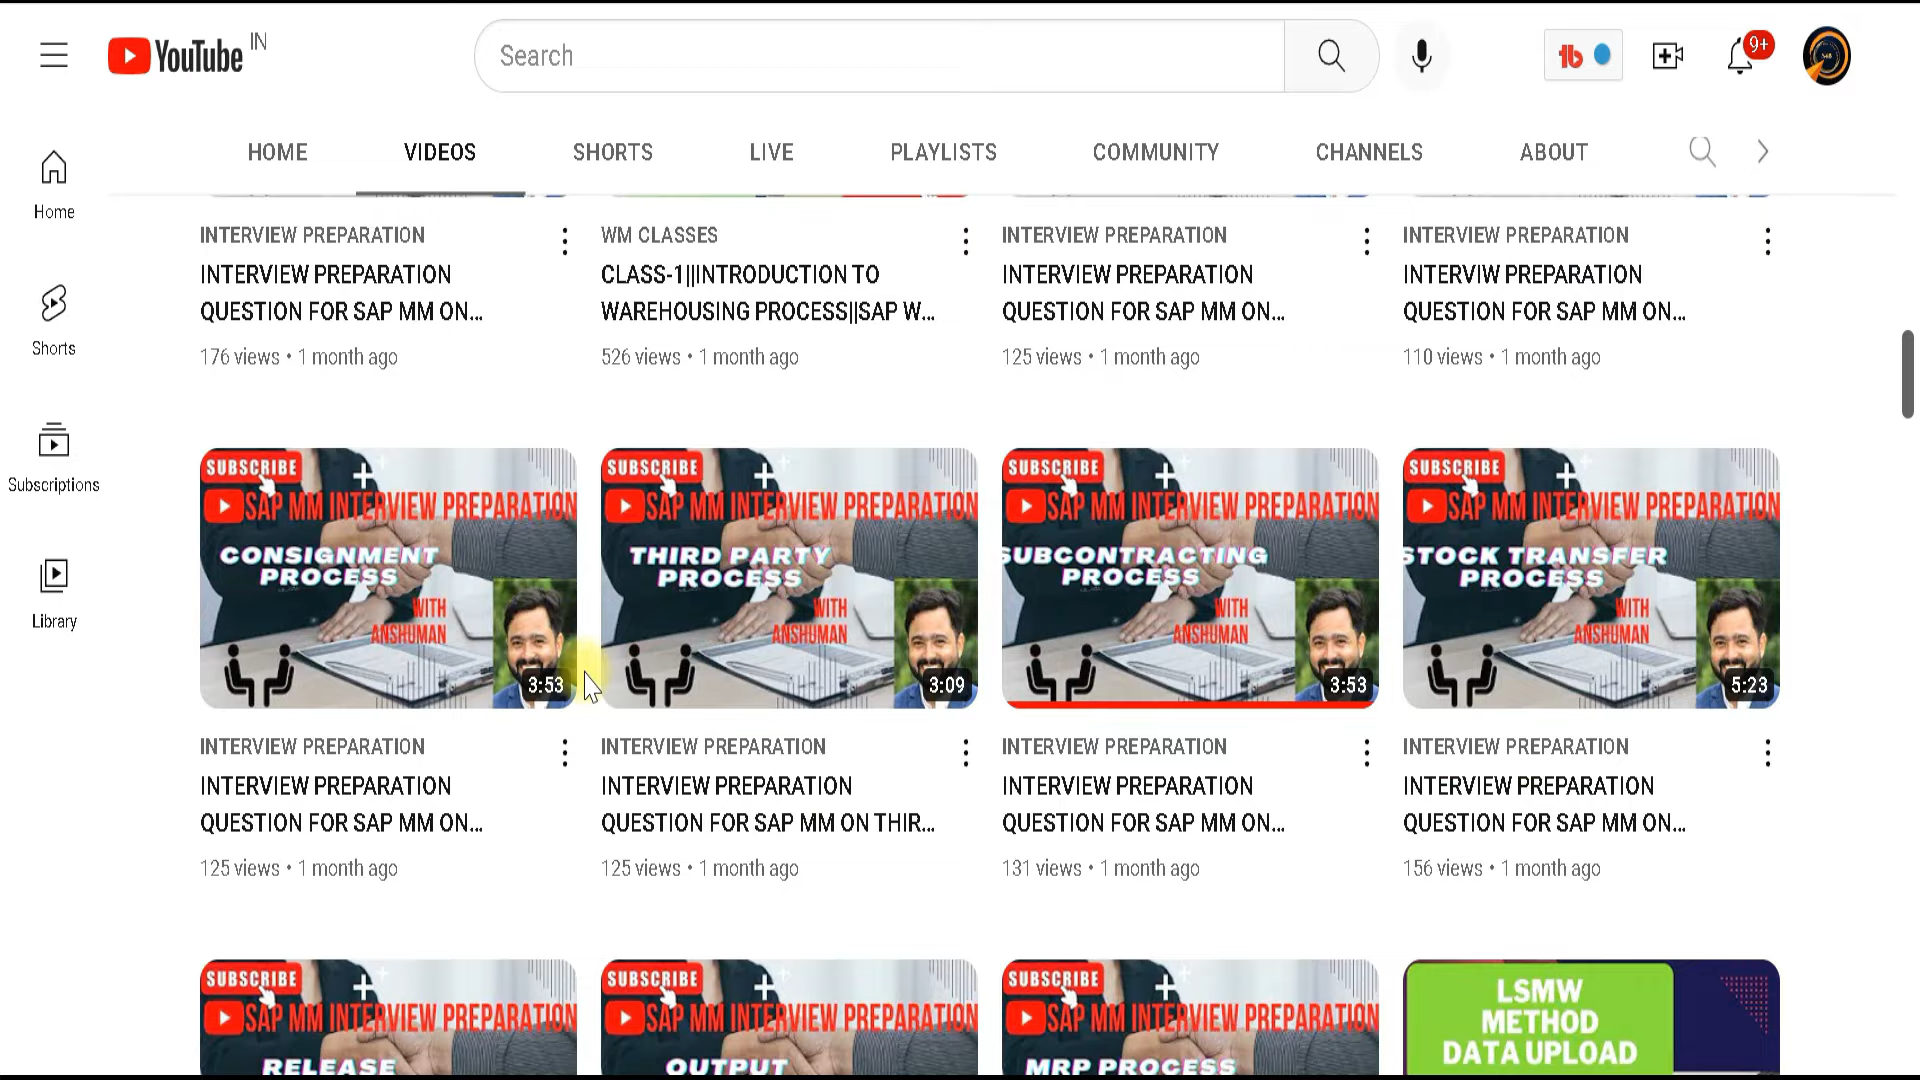 YouTube IN
Search
9+
HOME VIDEOS SHORTS LIVE PLAYLISTS COMMUNITY CHANNELS ABOUT
Home
Shorts
Subscriptions
Library
INTERVIEW PREPARATION
INTERVIEW PREPARATION
QUESTION FOR SAP MM ON...
176 views • 1 month ago
WM CLASSES
CLASS-1||INTRODUCTION TO
WAREHOUSING PROCESS||SAP W...
526 views • 1 month ago
INTERVIEW PREPARATION
INTERVIEW PREPARATION
QUESTION FOR SAP MM ON...
125 views • 1 month ago
INTERVIEW PREPARATION
INTERVIW PREPARATION
QUESTION FOR SAP MM ON...
110 views • 1 month ago
SUBSCRIBE
SAP MM INTERVIEW PREPARATION
CONSIGNMENT
PROCESS
WITH
ANSHUMAN
3:53
INTERVIEW PREPARATION
INTERVIEW PREPARATION
QUESTION FOR SAP MM ON...
125 views • 1 month ago
SUBSCRIBE
SAP MM INTERVIEW PREPARATION
THIRD PARTY
PROCESS
WITH
ANSHUMAN
3:09
INTERVIEW PREPARATION
INTERVIEW PREPARATION
QUESTION FOR SAP MM ON THIR...
125 views • 1 month ago
SUBSCRIBE
SAP MM INTERVIEW PREPARATION
SUBCONTRACTING
PROCESS
WITH
ANSHUMAN
3:53
INTERVIEW PREPARATION
INTERVIEW PREPARATION
QUESTION FOR SAP MM ON...
131 views • 1 month ago
SUBSCRIBE
SAP MM INTERVIEW PREPARATION
STOCK TRANSFER
PROCESS
WITH
ANSHUMAN
5:23
INTERVIEW PREPARATION
INTERVIEW PREPARATION
QUESTION FOR SAP MM ON...
156 views • 1 month ago
SUBSCRIBE
SAP MM INTERVIEW PREPARATION
RELEASE
SUBSCRIBE
SAP MM INTERVIEW PREPARATION
OUTPUT
SUBSCRIBE
SAP MM INTERVIEW PREPARATION
MRP PROCESS
LSMW
METHOD
DATA UPLOAD